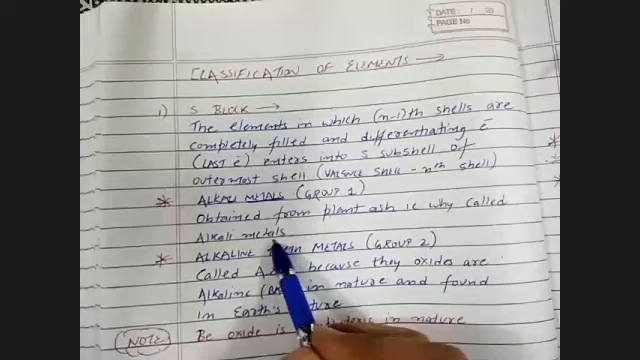 DATE: / 20
PAGE No
CLASSIFICATION OF ELEMENTS →
1) S BLOCK →
The elements in which (n-1)th shells are
completely filled and differentiating ē
(LAST ē) enters into S subshell of
outermost shell (VALENCE SHELL - nth shell)
* ALKALI METALS (GROUP 1)
Obtained from plant ash ie why called
Alkali metals
* ALKALINE METALS (GROUP 2)
Called because they oxides are
Alkaline in nature and found
in Earth's
NOTE Be oxide is in nature